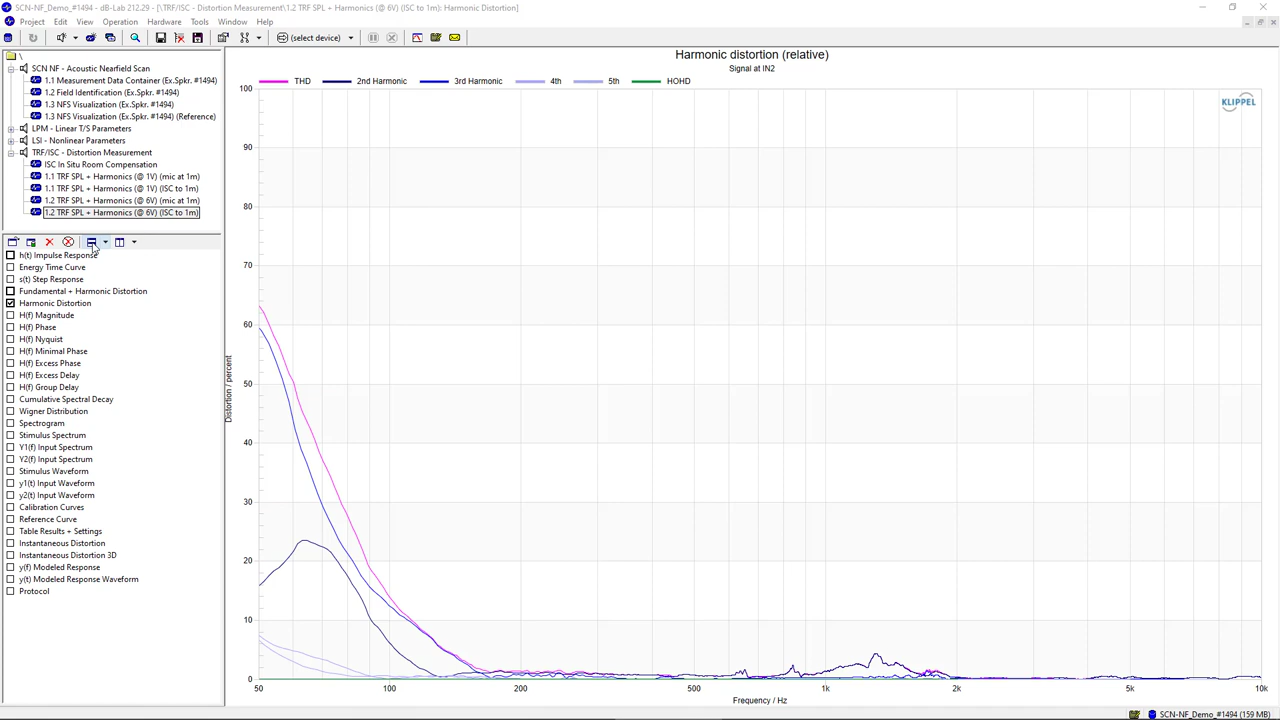 SCN-NF_Demo_#1494 - dB-Lab 212.29 - [\TRF/ISC - Distortion Measurement\1.2 TRF SPL + Harmonics (@ 6V) (ISC to 1m): Harmonic Distortion]
Project Edit View Operation Hardware Tools Window Help
(select device)
\
SCN NF - Acoustic Nearfield Scan
1.1 Measurement Data Container (Ex.Spkr. #1494)
1.2 Field Identification (Ex.Spkr. #1494)
1.3 NFS Visualization (Ex.Spkr. #1494)
1.3 NFS Visualization (Ex.Spkr. #1494) (Reference)
LPM - Linear T/S Parameters
LSI - Nonlinear Parameters
TRF/ISC - Distortion Measurement
ISC In Situ Room Compensation
1.1 TRF SPL + Harmonics (@ 1V) (mic at 1m)
1.1 TRF SPL + Harmonics (@ 1V) (ISC to 1m)
1.2 TRF SPL + Harmonics (@ 6V) (mic at 1m)
1.2 TRF SPL + Harmonics (@ 6V) (ISC to 1m)
h(t) Impulse Response
Energy Time Curve
s(t) Step Response
Fundamental + Harmonic Distortion
Harmonic Distortion
H(f) Magnitude
H(f) Phase
H(f) Nyquist
H(f) Minimal Phase
H(f) Excess Phase
H(f) Excess Delay
H(f) Group Delay
Cumulative Spectral Decay
Wigner Distribution
Spectrogram
Stimulus Spectrum
Y1(f) Input Spectrum
Y2(f) Input Spectrum
Stimulus Waveform
y1(t) Input Waveform
y2(t) Input Waveform
Calibration Curves
Reference Curve
Table Results + Settings
Instantaneous Distortion
Instantaneous Distortion 3D
y(f) Modeled Response
y(t) Modeled Response Waveform
Protocol
Harmonic distortion (relative)
Signal at IN2
THD 2nd Harmonic 3rd Harmonic 4th 5th HOHD
KLIPPEL
100
90
80
70
60
50
40
30
20
10
0
Distortion / percent
50 100 200 500 1k 2k 5k 10k
Frequency / Hz
SCN-NF_Demo_#1494 (159 MB)